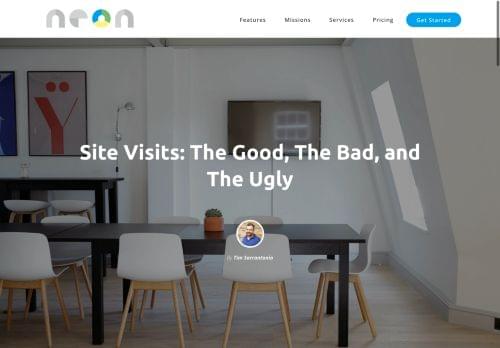 neon
Features
Missions
Services
Pricing
Get Started
Ÿ
Site Visits: The Good, The Bad, and
The Ugly
By Tim Sarrantonio